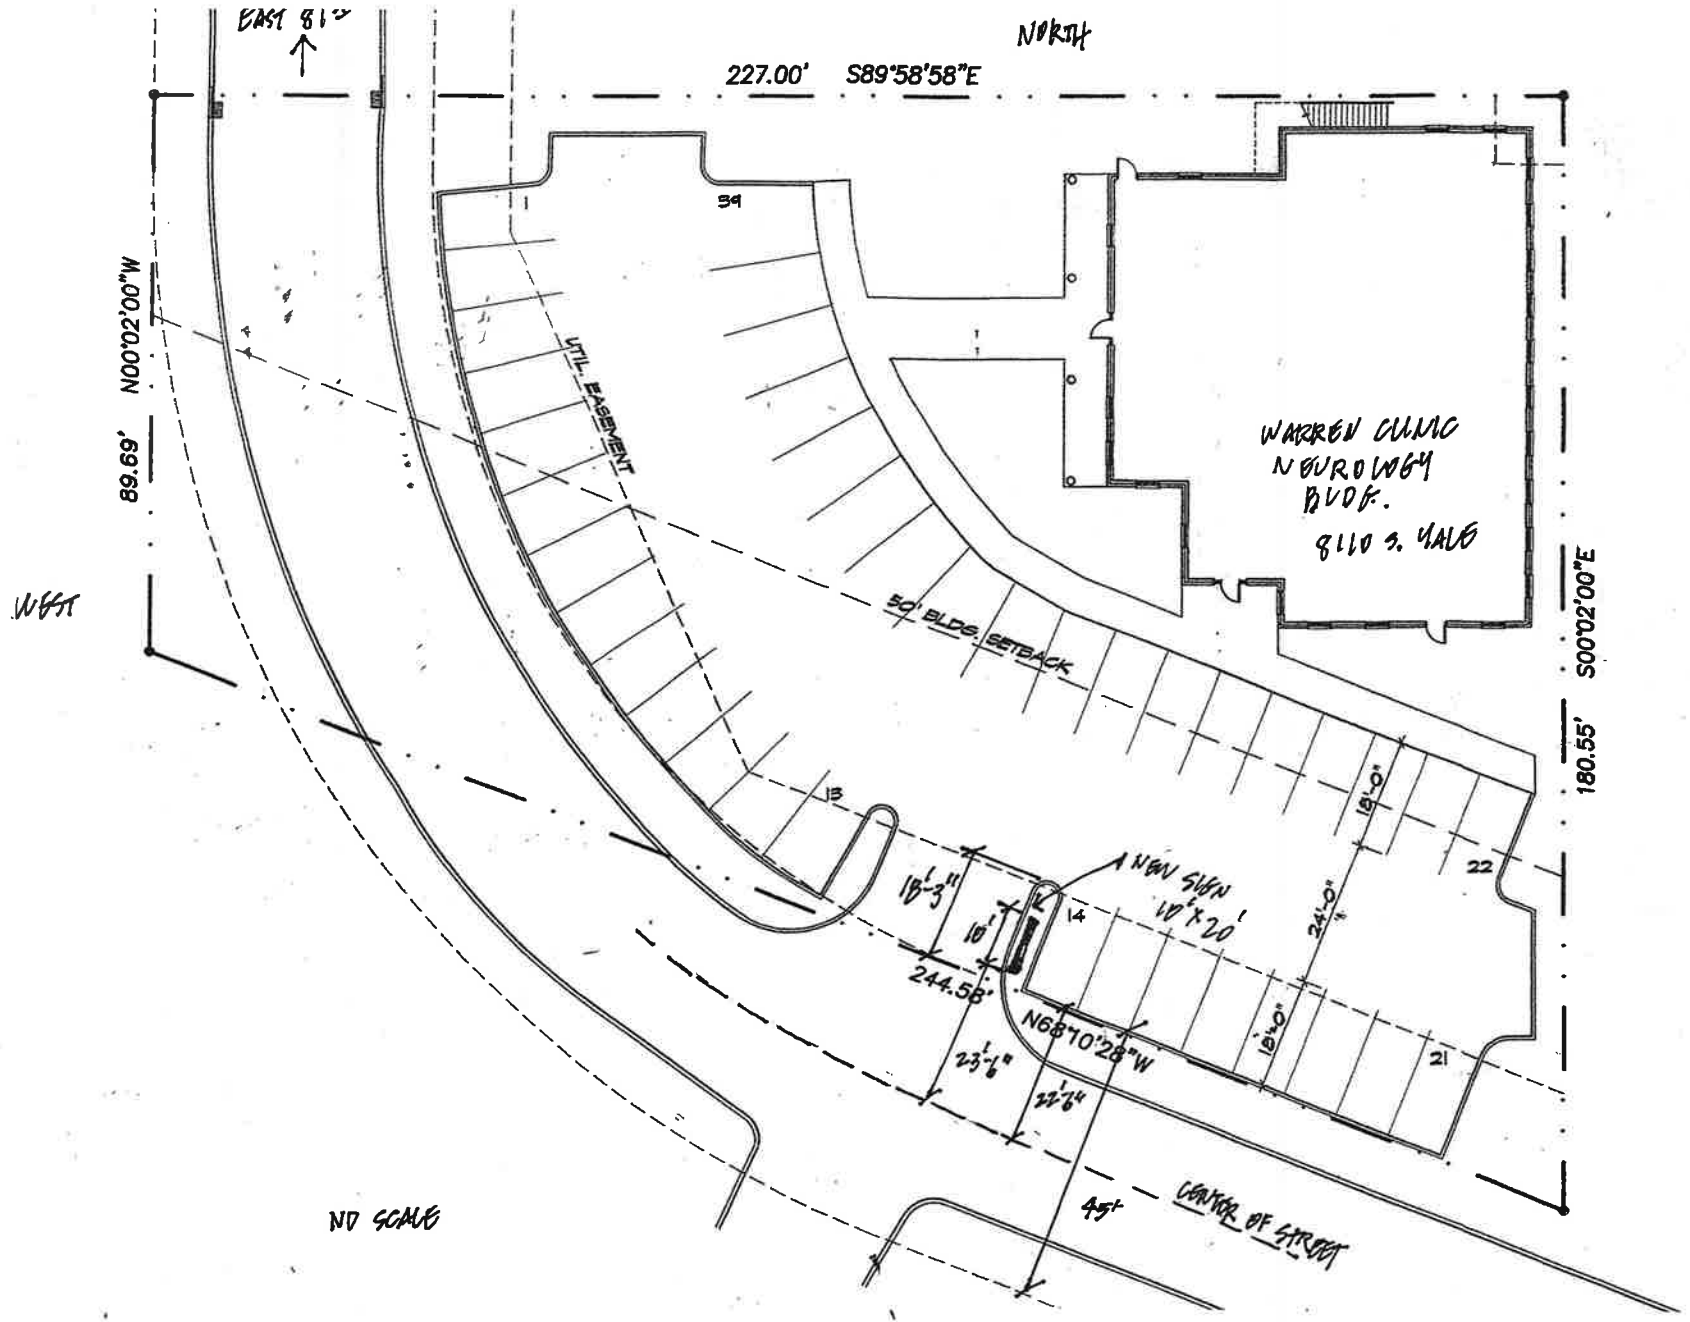 EAST 81ST
NORTH
227.00' S89°58'58"E
1
39
N00°02'00"W
89.69'
UTIL. EASEMENT
WARREN CLINIC
NEUROLOGY
BLDG.
8110 S. YALE
WEST
50' BLDG. SETBACK
S00°02'00"E
180.55'
13
18'-0"
22
18'-3"
NEW SIGN
10' x 20'
14
24'-0"
10'
244.58'
N68°10'28"W
18'-0"
21
23'-6"
22'-6"
45'
CENTER OF STREET
NO SCALE